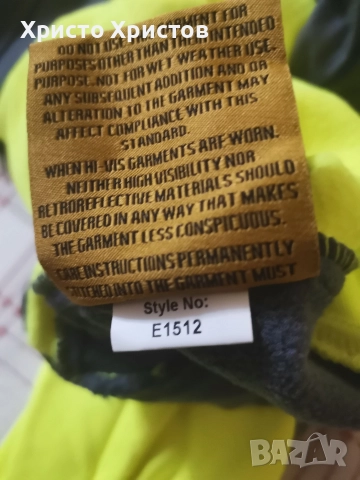 Христо Христов
DO NOT USE GARMENT FOR
PURPOSES OTHER THAN THE INTENDED
PURPOSE. NOT FOR WET WEATHER USE.
ANY SUBSEQUENT ADDITION AND OR
ALTERATION TO THE GARMENT MAY
AFFECT COMPLIANCE WITH THIS
STANDARD.
WHEN HI-VIS GARMENTS ARE WORN.
NEITHER HIGH VISIBILITY NOR
RETROREFLECTIVE MATERIALS SHOULD
BE COVERED IN ANY WAY THAT MAKES
THE GARMENT LESS CONSPICUOUS.
CARE INSTRUCTIONS PERMANENTLY
STITCHED INTO THE GARMENT MUST
Style No:
E1512
BAZAR